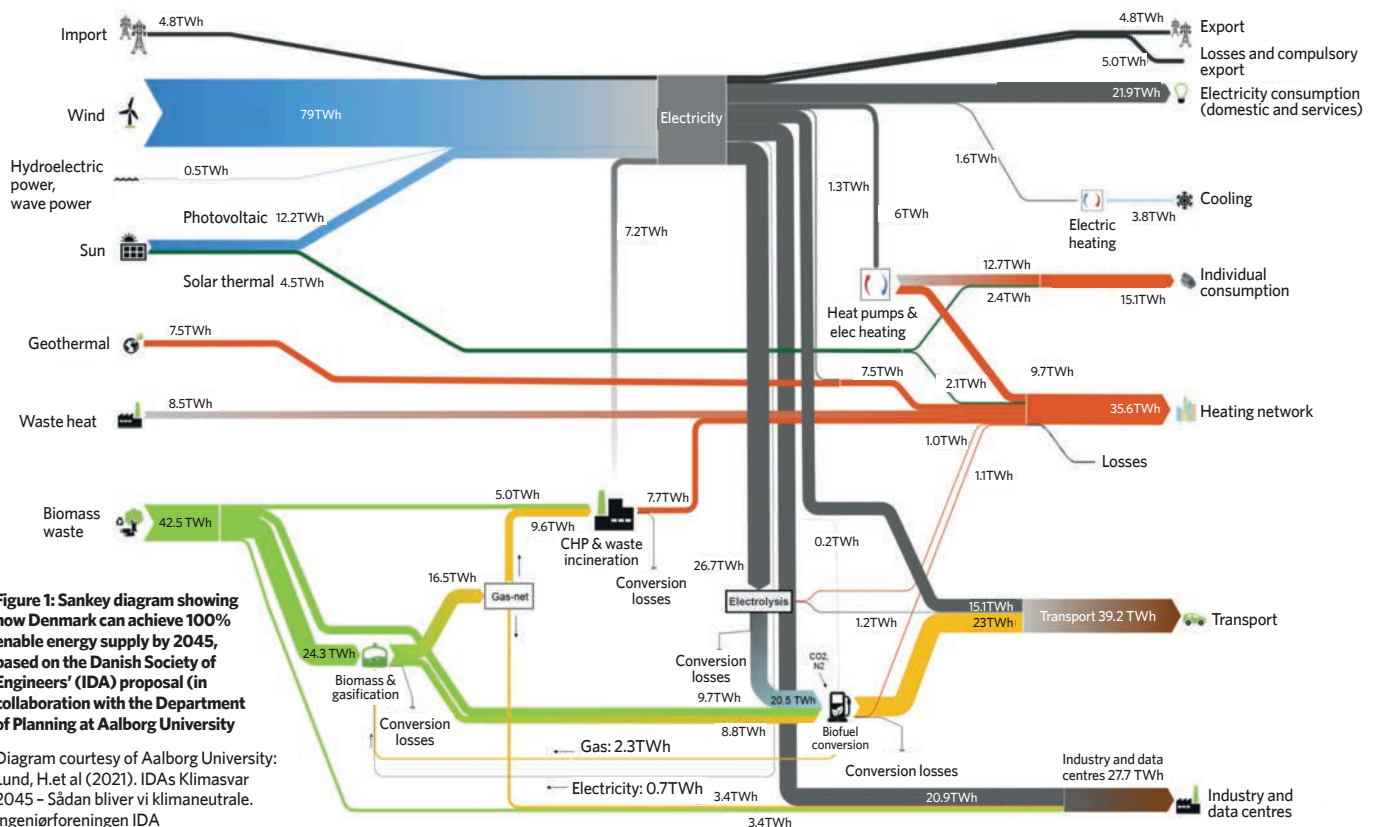 Import
4.8TWh
4.8TWh
Export
5.0TWh
Losses and compulsory
export
Wind
79TWh
Electricity
21.9TWh
Electricity consumption
(domestic and services)
Hydroelectric
power,
wave power
0.5TWh
1.6TWh
Photovoltaic 12.2TWh
7.2TWh
1.3TWh
6TWh
Electric
heating
3.8TWh
Cooling
Sun
Solar thermal 4.5TWh
Heat pumps &
elec heating
12.7TWh
2.4TWh
15.1TWh
Individual
consumption
Geothermal
7.5TWh
7.5TWh
2.1TWh
9.7TWh
Waste heat
8.5TWh
35.6TWh
Heating network
1.0TWh
1.1TWh
Losses
Biomass
waste
42.5 TWh
5.0TWh
9.6TWh
7.7TWh
CHP & waste
incineration
Conversion
losses
16.5TWh
Gas-net
26.7TWh
0.2TWh
Electrolysis
1.2TWh
15.1TWh
23TWh
Transport 39.2 TWh
Transport
24.3 TWh
Biomass &
gasification
Conversion
losses
Conversion
losses
CO2,
N2
9.7TWh
20.5 TWh
8.8TWh
Biofuel
conversion
Conversion losses
Gas: 2.3TWh
Electricity: 0.7TWh
3.4TWh
3.4TWh
20.9TWh
Industry and data
centres 27.7 TWh
Industry and
data centres
Figure 1: Sankey diagram showing
how Denmark can achieve 100%
enable energy supply by 2045,
based on the Danish Society of
Engineers' (IDA) proposal (in
collaboration with the Department
of Planning at Aalborg University
Diagram courtesy of Aalborg University:
Lund, H.et al (2021). IDAs Klimasvar
2045 – Sådan bliver vi klimaneutrale.
ngeniørforeningen IDA